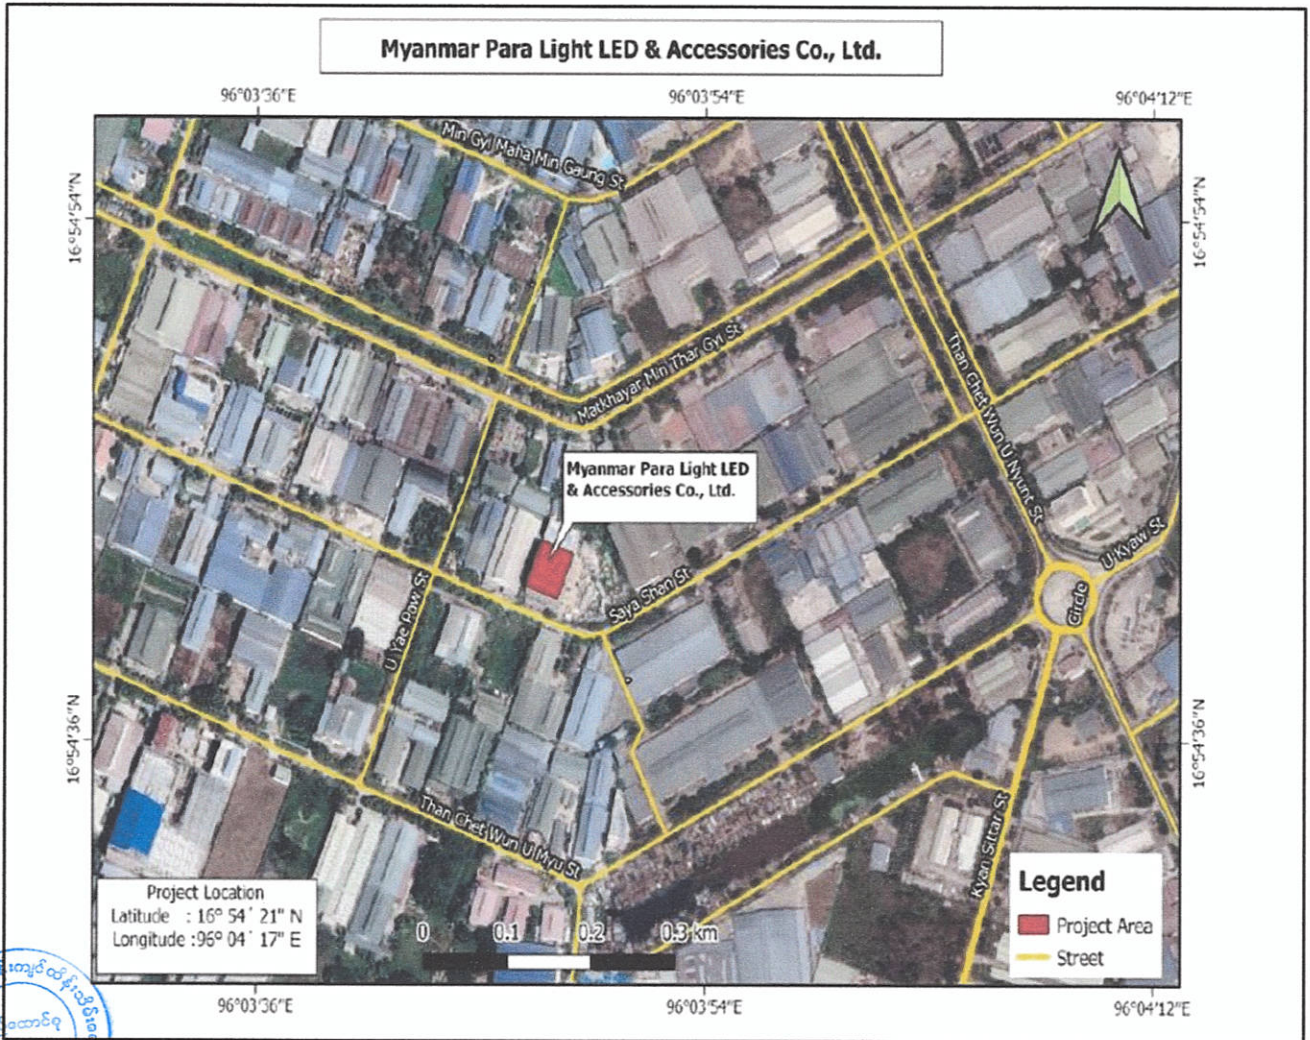 Myanmar Para Light LED & Accessories Co., Ltd.
96°03'36"E
96°03'54"E
96°04'12"E
16°54'54"N
16°54'54"N
Min Gyi Maha Min Gaung St
Matkhayar Min Thar Gyi St
Than Chet Wun U Nyunt St
Myanmar Para Light LED
& Accessories Co., Ltd.
U Kyaw St
Circle
Saya Shan St
U Yae Paw St
16°54'36"N
16°54'36"N
Than Chet Wun U Myu St
Kyan Sittar St
Project Location
Latitude : 16° 54' 21" N
Longitude :96° 04' 17" E
0 0.1 0.2 0.3 km
Legend
Project Area
Street
96°03'36"E
96°03'54"E
96°04'12"E